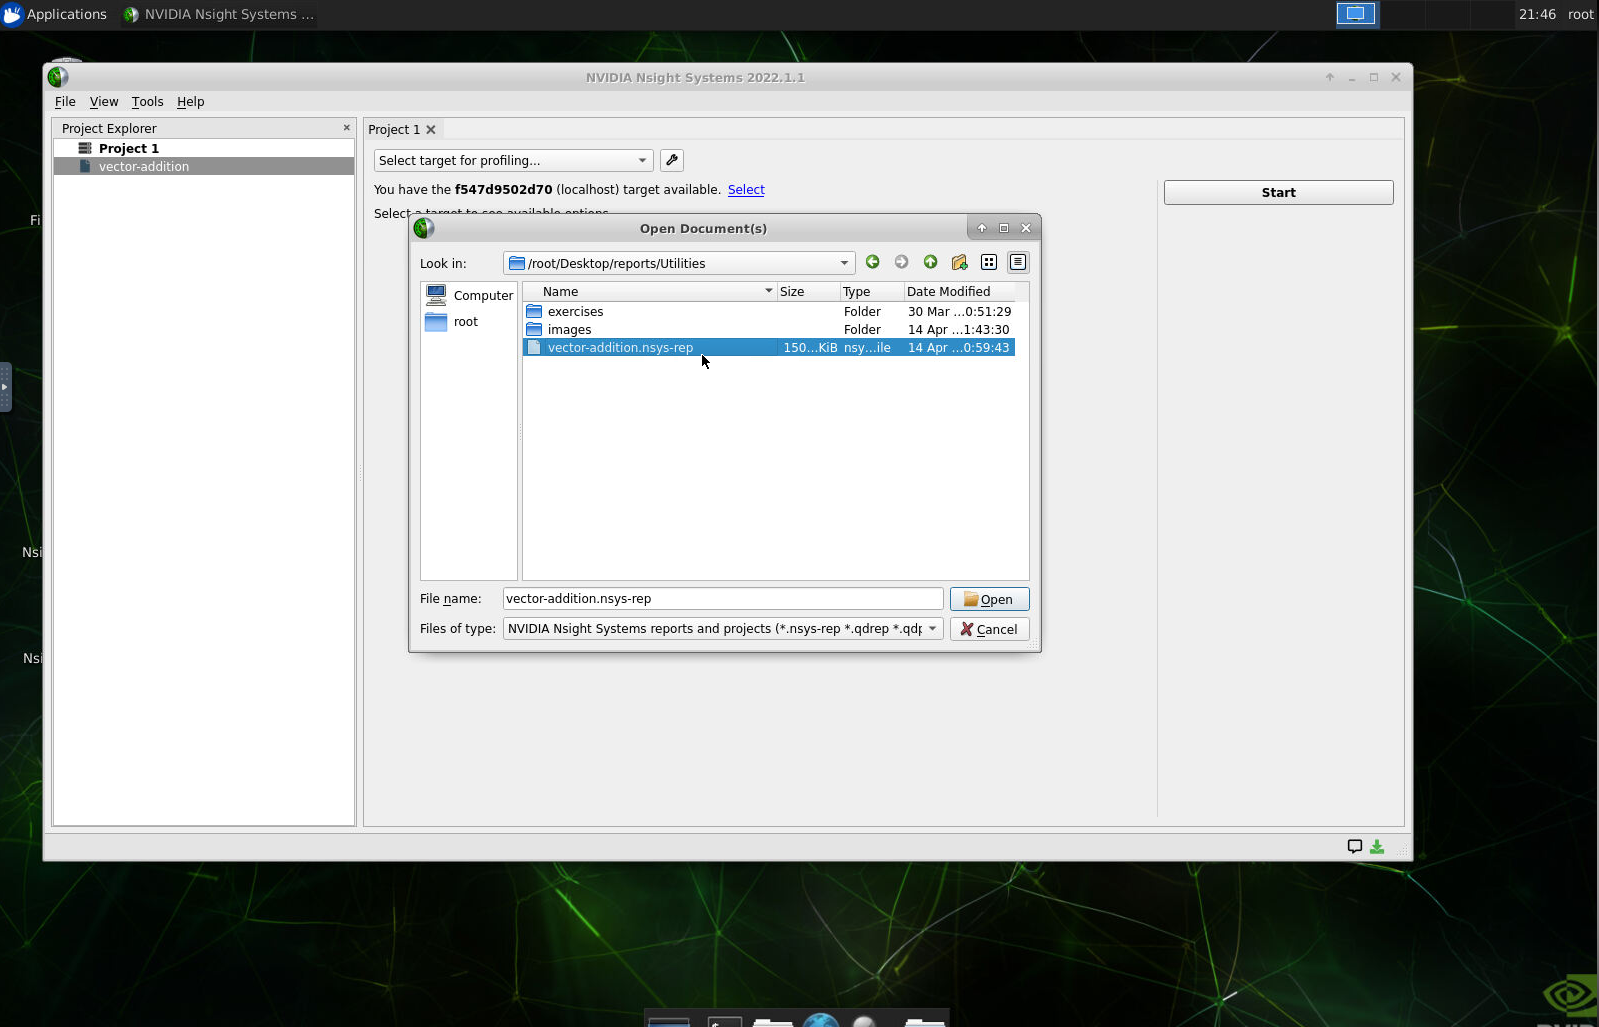 Applications NVIDIA Nsight Systems ... 21:46 root
NVIDIA Nsight Systems 2022.1.1
File View Tools Help
Project Explorer
Project 1
vector-addition
Project 1
Select target for profiling...
You have the f547d9502d70 (localhost) target available. Select
Select a target to see available options.
Start
Fi
Nsi
Nsi
Open Document(s)
Look in: /root/Desktop/reports/Utilities
Computer
root
Name Size Type Date Modified
exercises Folder 30 Mar ...0:51:29
images Folder 14 Apr ...1:43:30
vector-addition.nsys-rep 150...KiB nsy...ile 14 Apr ...0:59:43
File name: vector-addition.nsys-rep Open
Files of type: NVIDIA Nsight Systems reports and projects (*.nsys-rep *.qdrep *.qdp Cancel